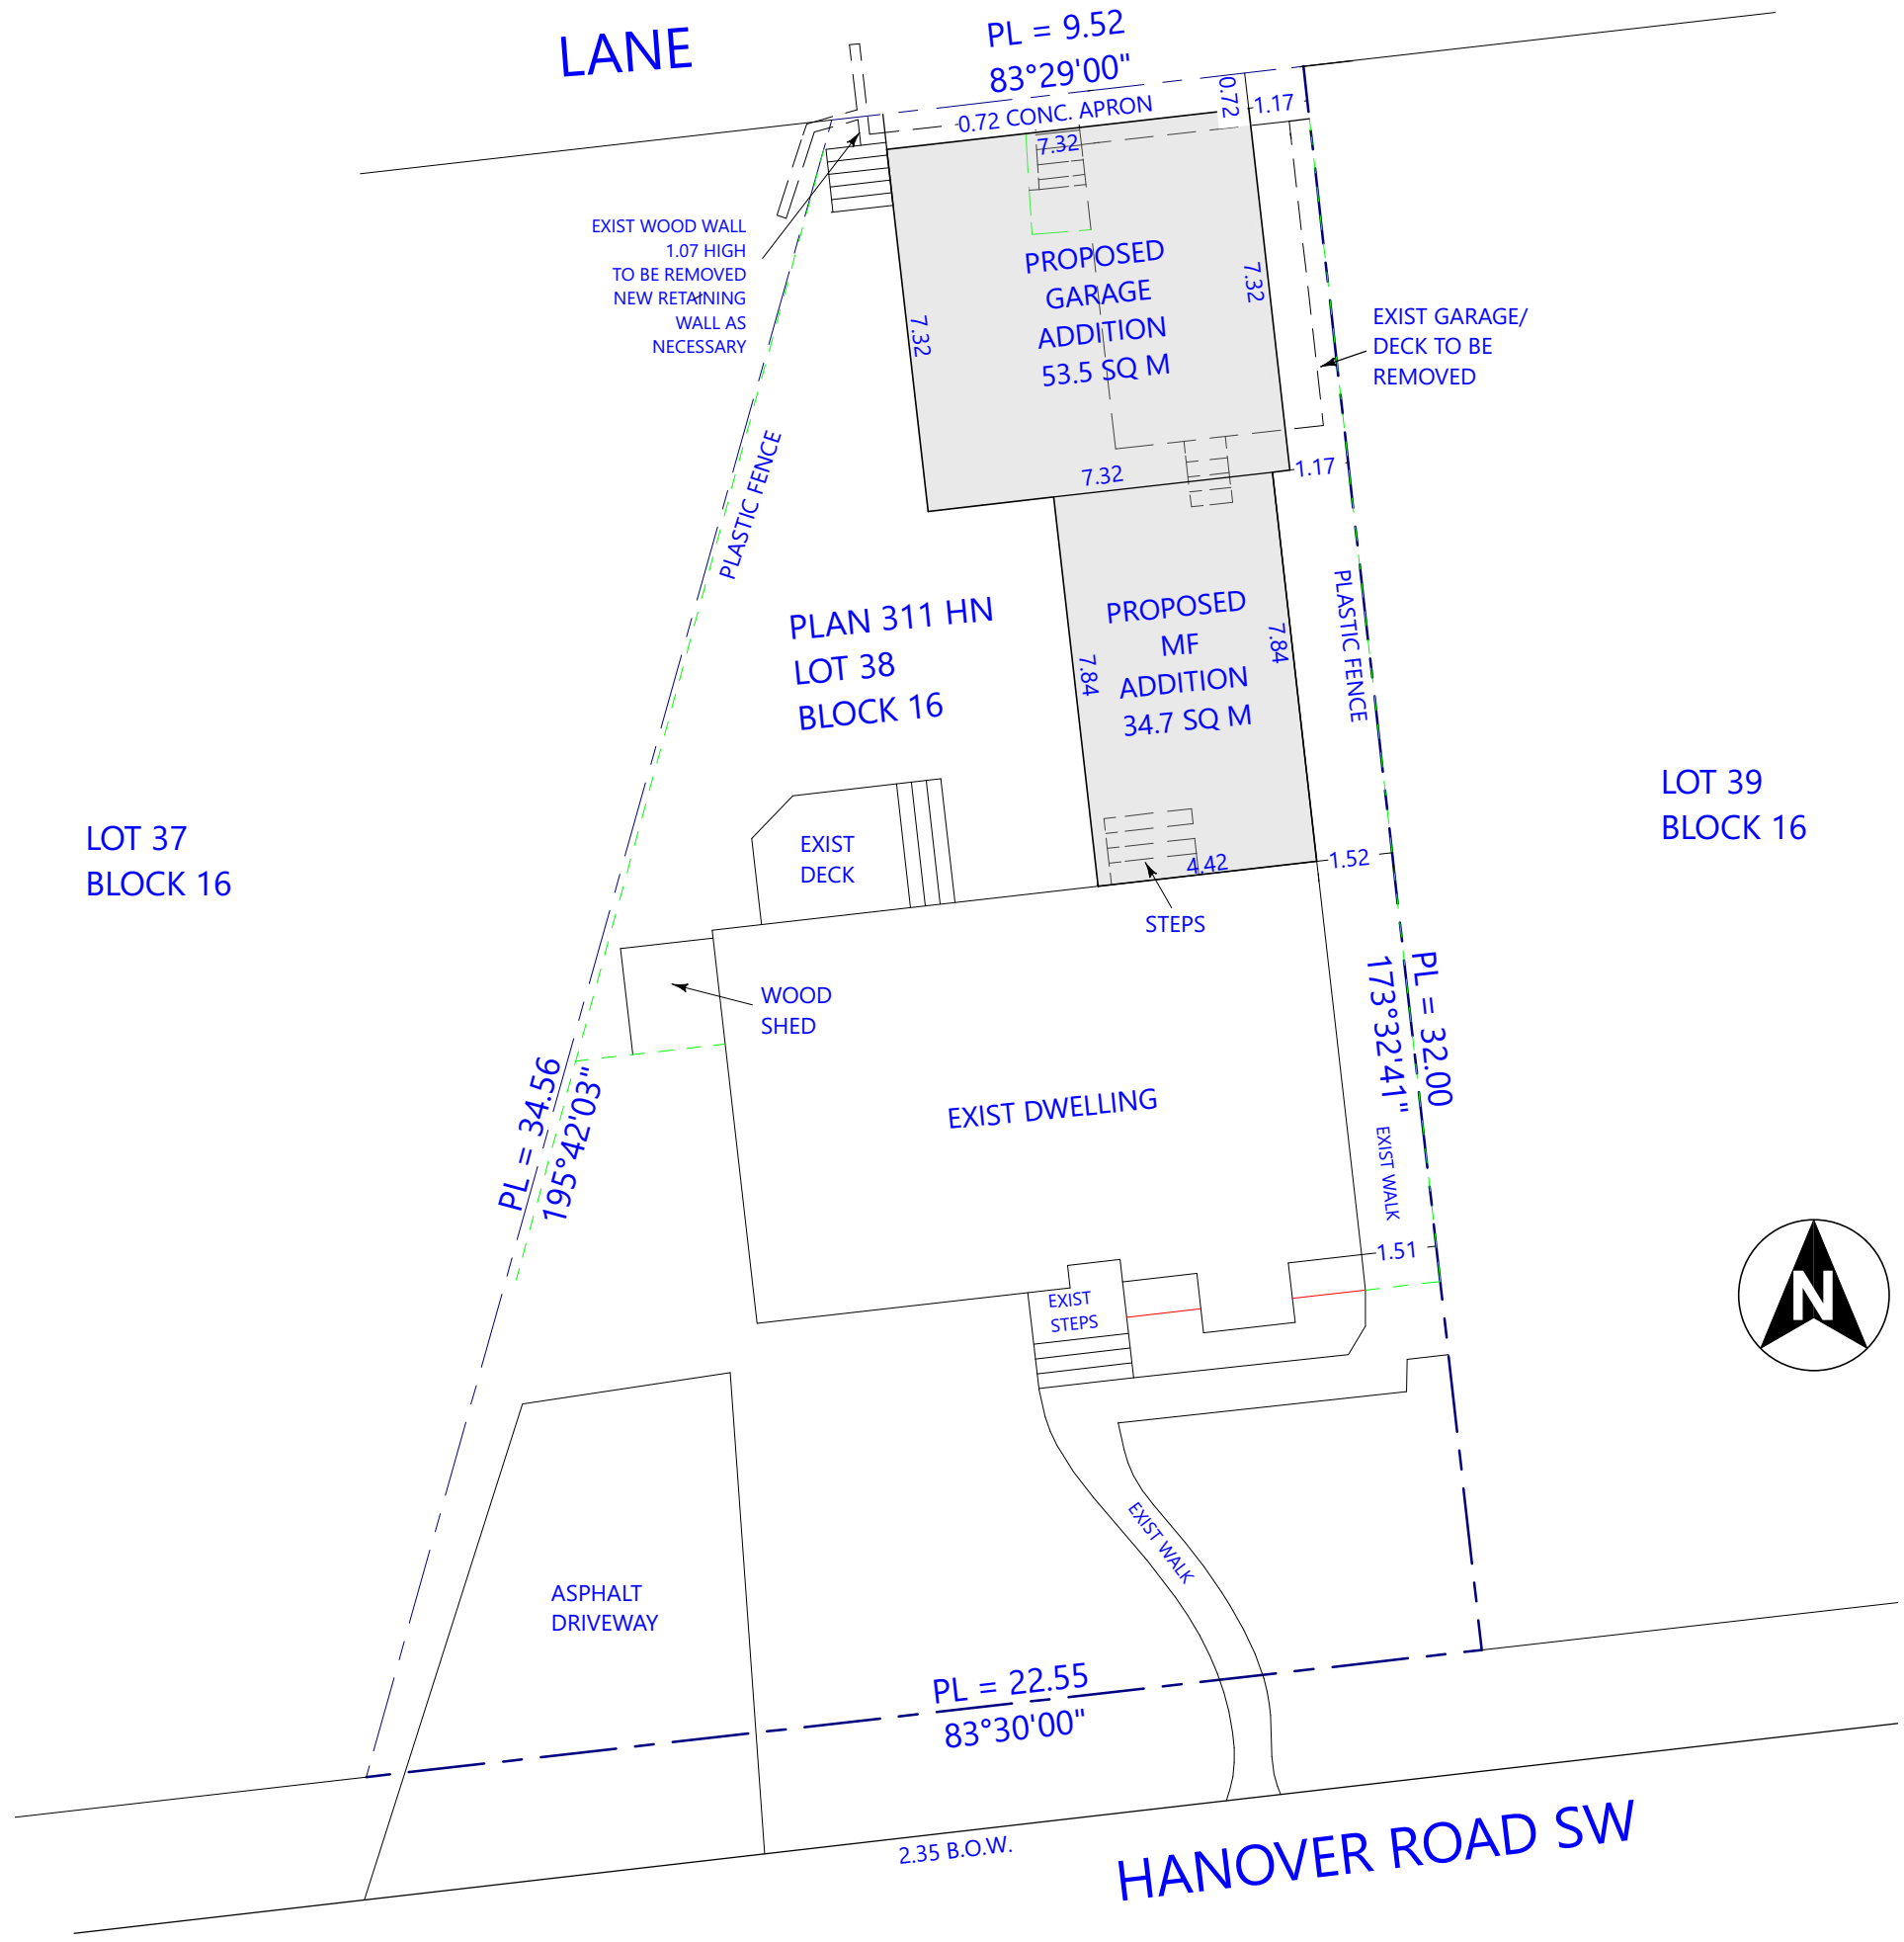 LANE
PL = 9.52
83°29'00"
0.72
1.17
0.72 CONC. APRON
7.32
EXIST WOOD WALL
1.07 HIGH
TO BE REMOVED
NEW RETAINING
WALL AS
NECESSARY
PROPOSED
GARAGE
ADDITION
53.5 SQ M
7.32
7.32
EXIST GARAGE/
DECK TO BE
REMOVED
7.32
1.17
PLASTIC FENCE
PLASTIC FENCE
PLAN 311 HN
LOT 38
BLOCK 16
PROPOSED
MF
ADDITION
34.7 SQ M
7.84
7.84
LOT 37
BLOCK 16
LOT 39
BLOCK 16
EXIST
DECK
4.42
1.52
STEPS
WOOD
SHED
PL = 34.56
195°42'03"
EXIST DWELLING
PL = 32.00
173°32'41"
EXIST WALK
1.51
N
EXIST
STEPS
EXIST WALK
ASPHALT
DRIVEWAY
PL = 22.55
83°30'00"
2.35 B.O.W.
HANOVER ROAD SW